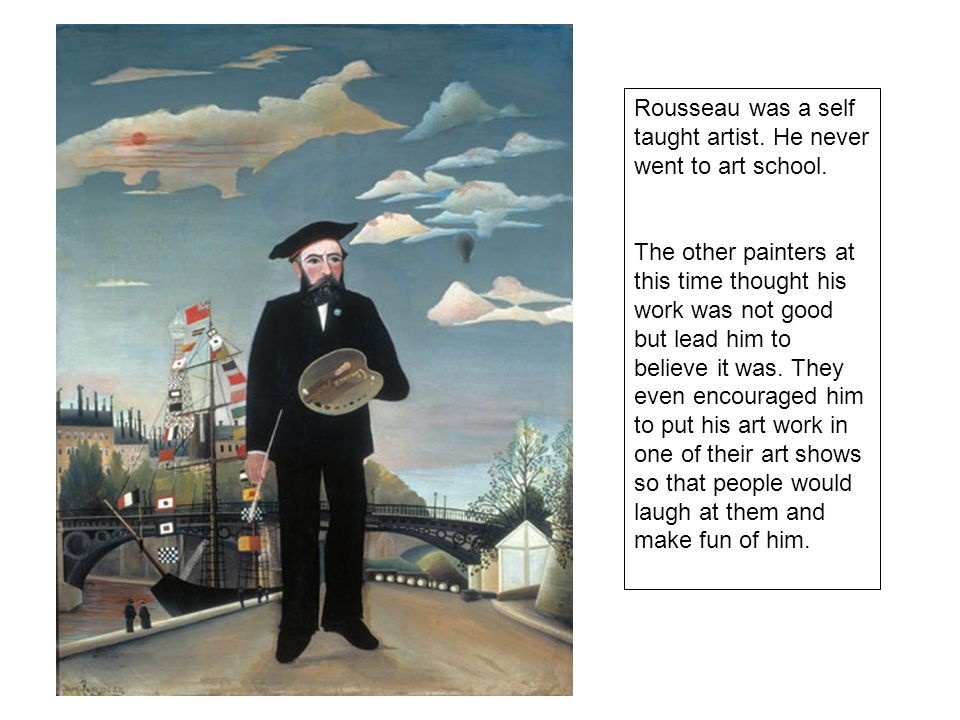 Rousseau was a self
taught artist. He never
went to art school.
The other painters at
this time thought his
work was not good
but lead him to
believe it was. They
even encouraged him
to put his art work in
one of their art shows
so that people would
laugh at them and
make fun of him.